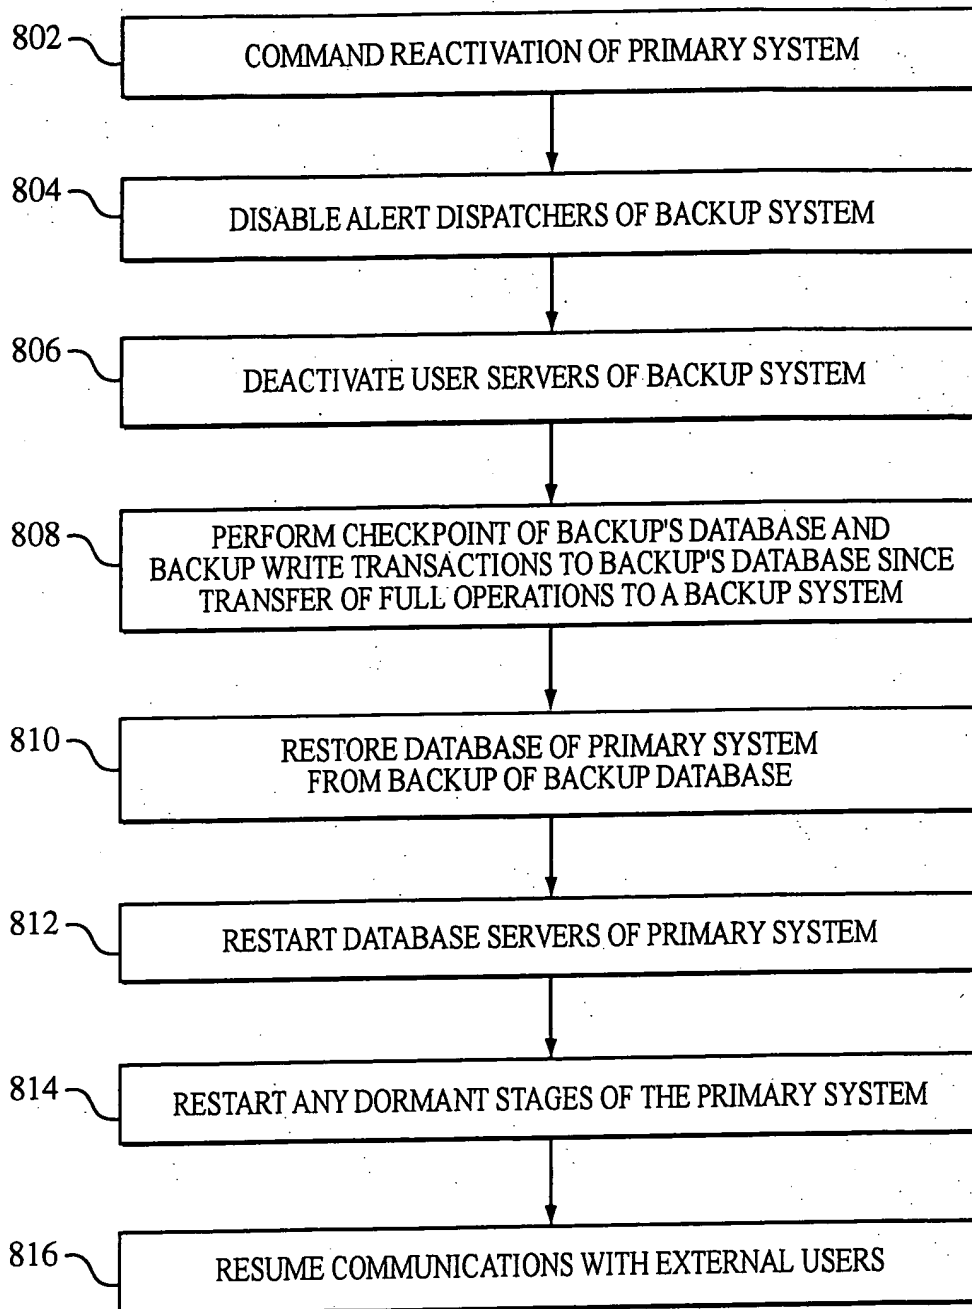 802
COMMAND REACTIVATION OF PRIMARY SYSTEM
804
DISABLE ALERT DISPATCHERS OF BACKUP SYSTEM
806
DEACTIVATE USER SERVERS OF BACKUP SYSTEM
808
PERFORM CHECKPOINT OF BACKUP'S DATABASE AND
BACKUP WRITE TRANSACTIONS TO BACKUP'S DATABASE SINCE
TRANSFER OF FULL OPERATIONS TO A BACKUP SYSTEM
810
RESTORE DATABASE OF PRIMARY SYSTEM
FROM BACKUP OF BACKUP DATABASE
812
RESTART DATABASE SERVERS OF PRIMARY SYSTEM
814
RESTART ANY DORMANT STAGES OF THE PRIMARY SYSTEM
816
RESUME COMMUNICATIONS WITH EXTERNAL USERS